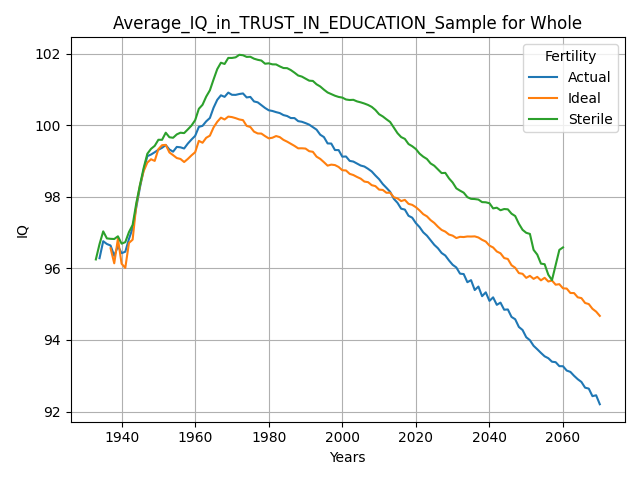 Average_IQ_in_TRUST_IN_EDUCATION_Sample for Whole
Fertility
Actual
Ideal
Sterile
102
100
98
96
94
92
IQ
1940
1960
1980
2000
2020
2040
2060
Years